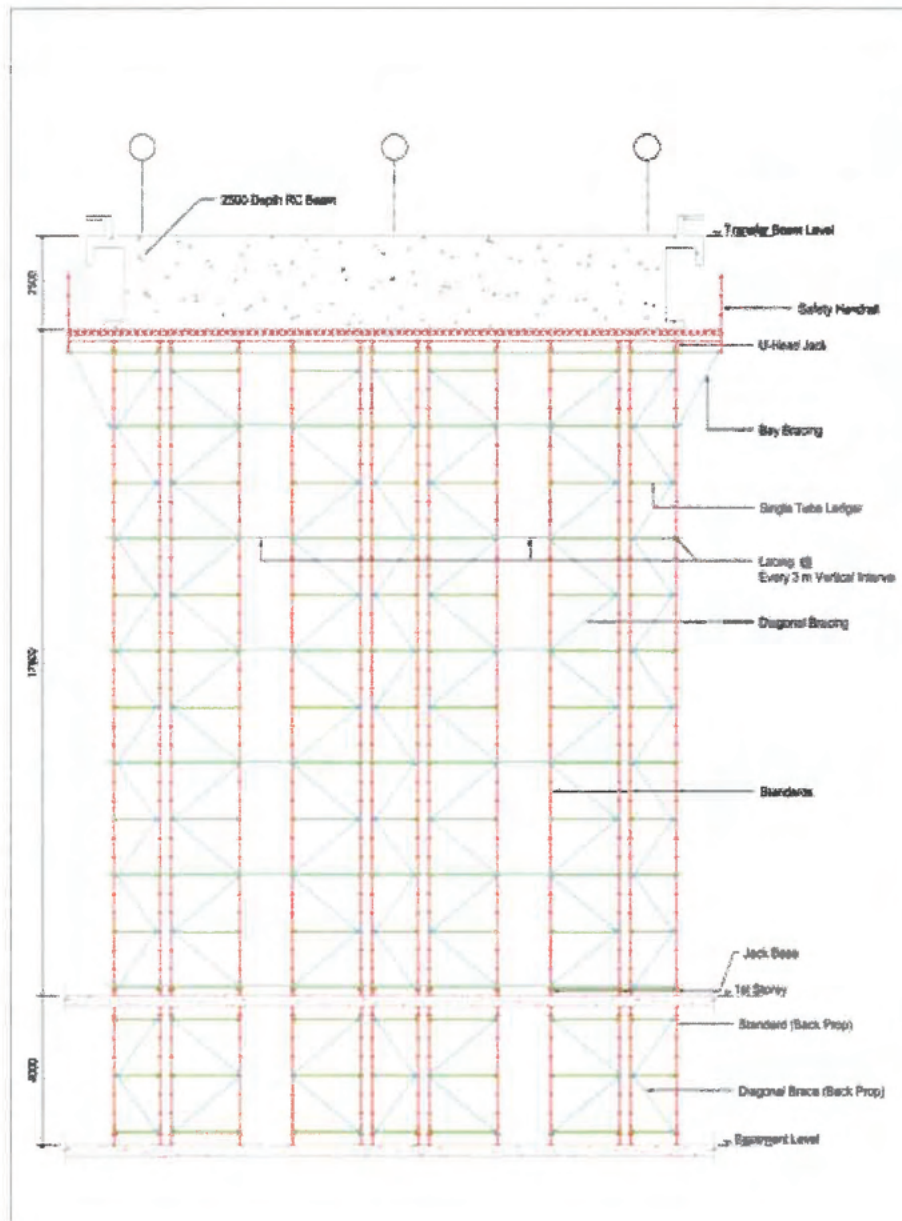 2500 Depth RC Beam
Transfer Beam Level
2500
Safety Handrail
U-Head Jack
Bay Bracing
Single Tube Ledger
Lacing @
Every 3 m Vertical Interval
Diagonal Bracing
Standards
Jack Base
1st Storey
Standard (Back Prop)
4000
Diagonal Brace (Back Prop)
Basement Level